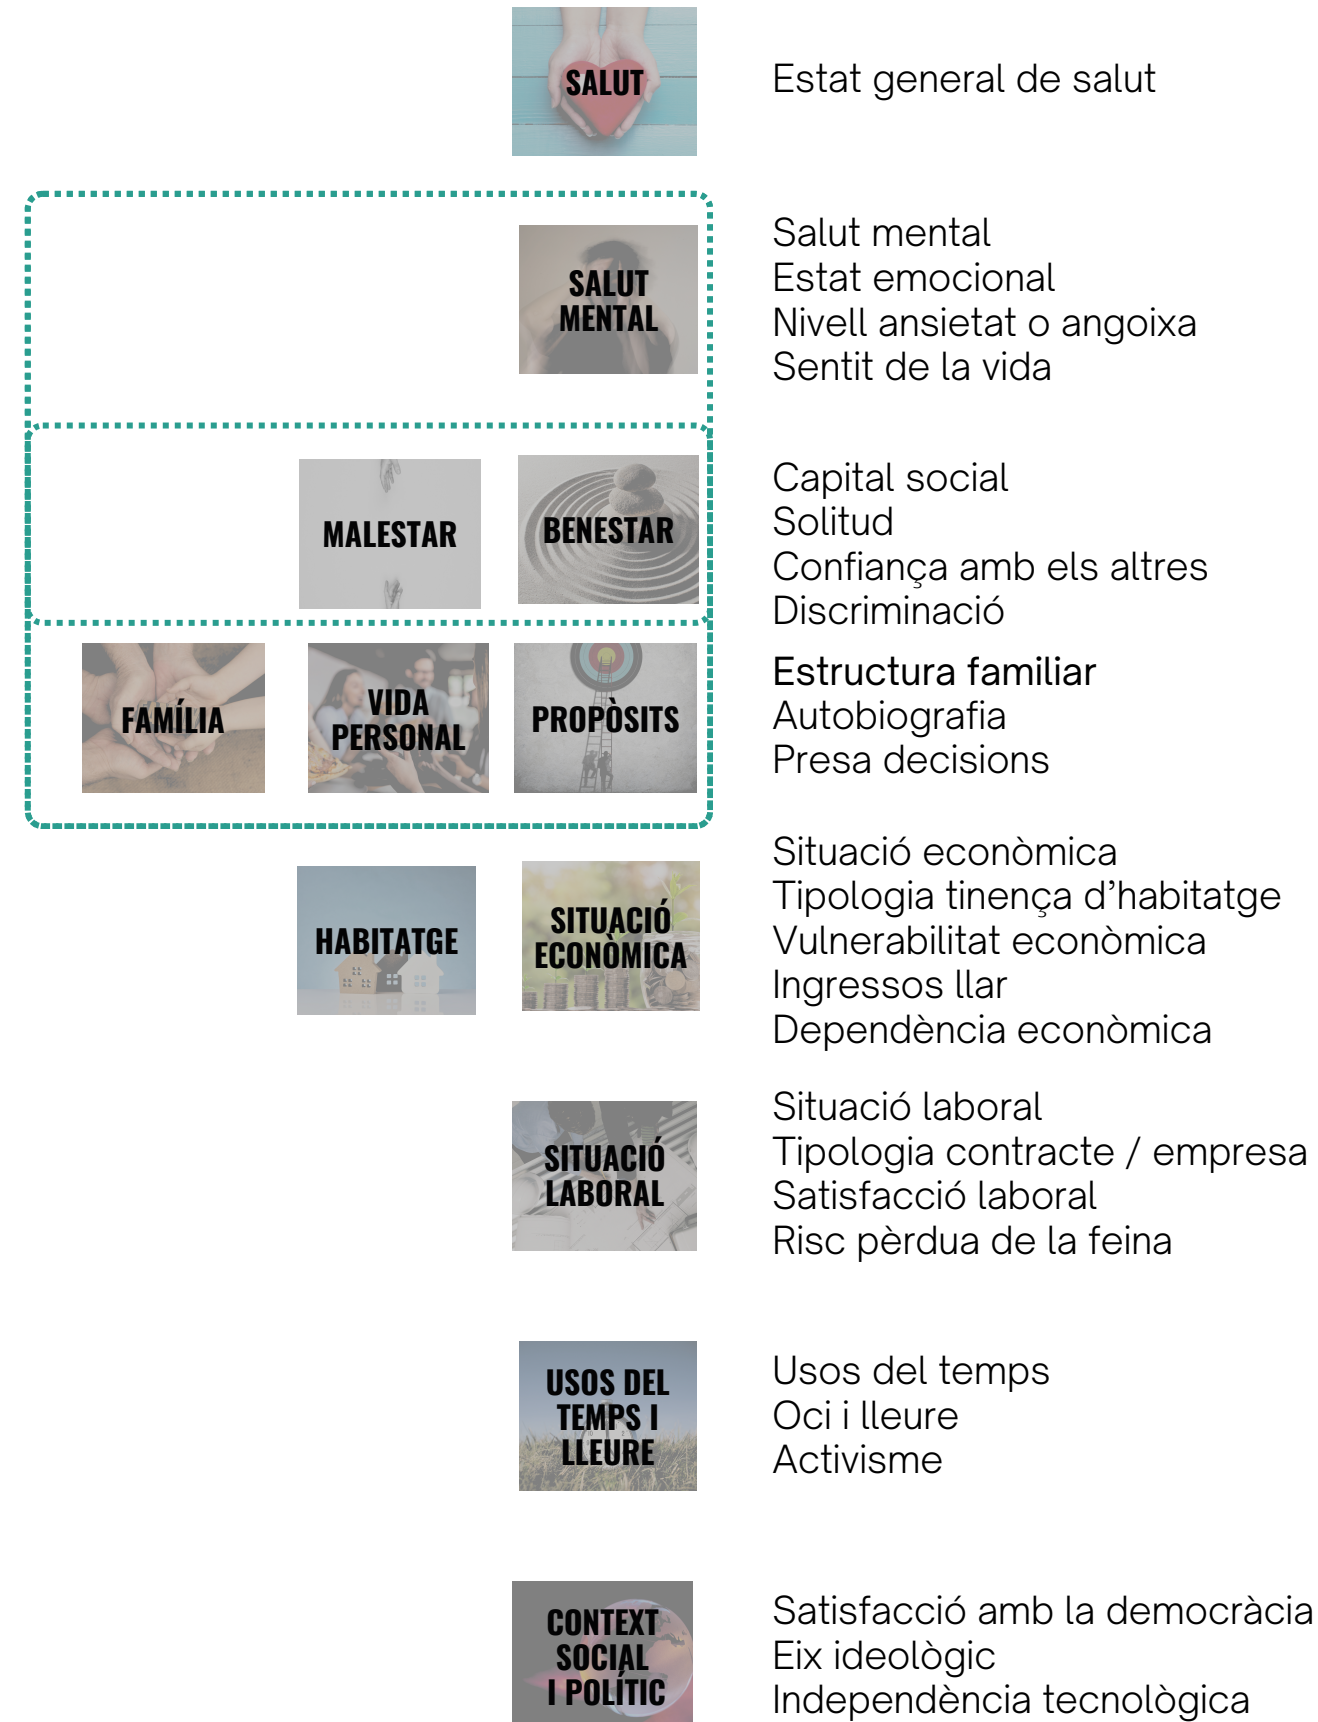 SALUT
Estat general de salut
SALUT
MENTAL
Salut mental
Estat emocional
Nivell ansietat o angoixa
Sentit de la vida
MALESTAR
BENESTAR
Capital social
Solitud
Confiança amb els altres
Discriminació
FAMÍLIA
VIDA
PERSONAL
PROPÒSITS
Estructura familiar
Autobiografia
Presa decisions
HABITATGE
SITUACIÓ
ECONÒMICA
Situació econòmica
Tipologia tinença d’habitatge
Vulnerabilitat econòmica
Ingressos llar
Dependència econòmica
SITUACIÓ
LABORAL
Situació laboral
Tipologia contracte / empresa
Satisfacció laboral
Risc pèrdua de la feina
USOS DEL
TEMPS I
LLEURE
Usos del temps
Oci i lleure
Activisme
CONTEXT
SOCIAL
I POLÍTIC
Satisfacció amb la democràcia
Eix ideològic
Independència tecnològica